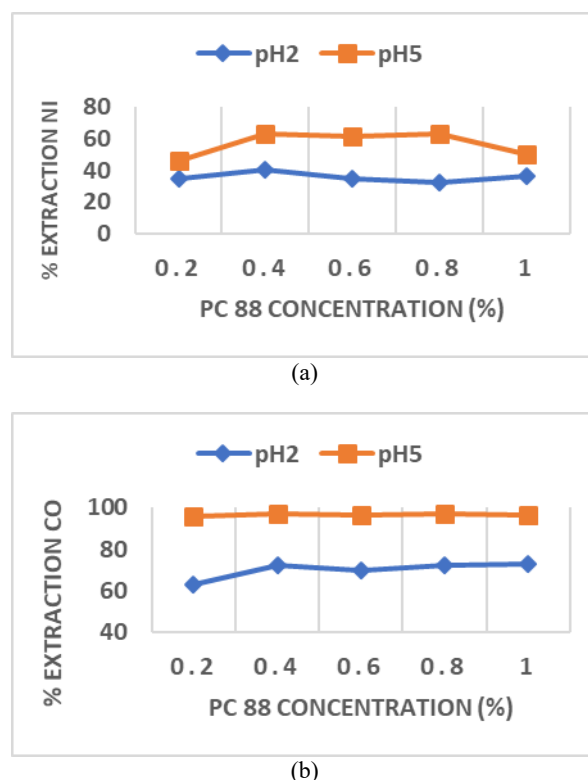 pH2 pH5
% EXTRACTION NI
80
60
40
20
0
0.2 0.4 0.6 0.8 1
PC 88 CONCENTRATION (%)
(a)
pH2 pH5
% EXTRACTION CO
100
80
60
40
0.2 0.4 0.6 0.8 1
PC 88 CONCENTRATION (%)
(b)